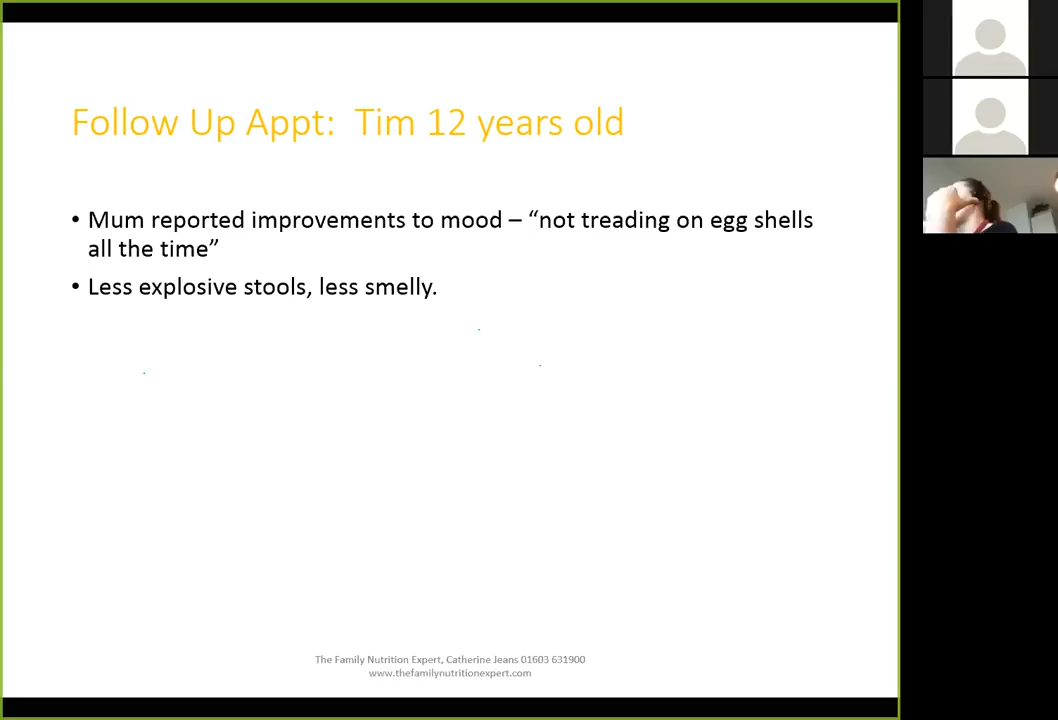 Follow Up Appt:  Tim 12 years old
• Mum reported improvements to mood – “not treading on egg shells
all the time”
• Less explosive stools, less smelly.
The Family Nutrition Expert, Catherine Jeans 01603 631900
www.thefamilynutritionexpert.com